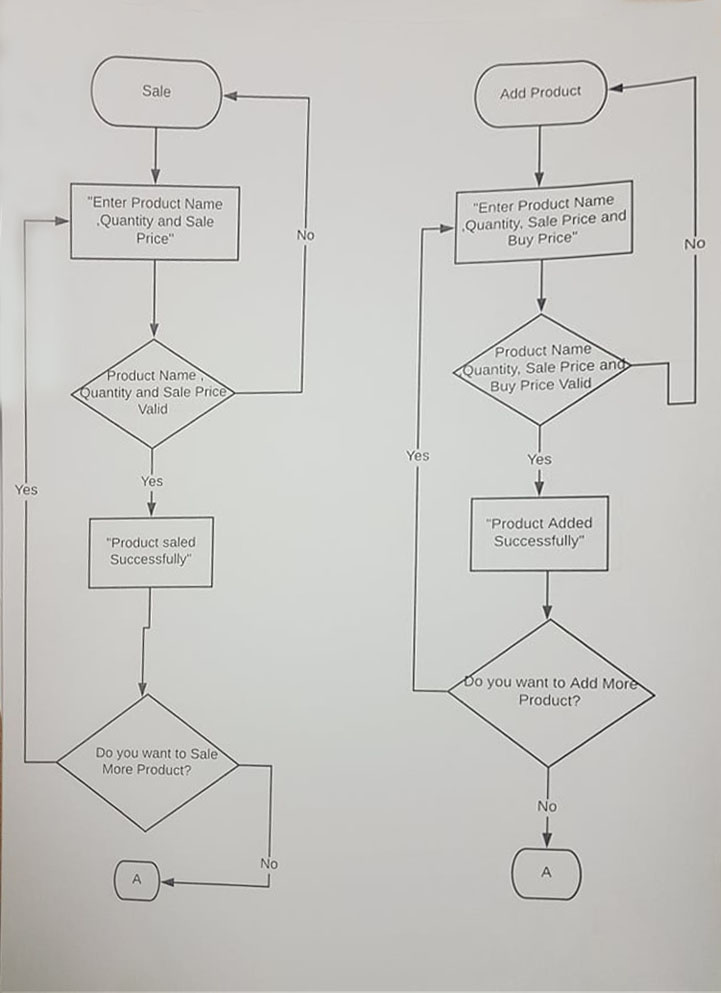 Sale
"Enter Product Name
,Quantity and Sale
Price"
No
Product Name ,
Quantity and Sale Price
Valid
Yes
Yes
"Product saled
Successfully"
Do you want to Sale
More Product?
No
A
Add Product
"Enter Product Name
,Quantity, Sale Price and
Buy Price"
No
Product Name
Quantity, Sale Price and
Buy Price Valid
Yes
Yes
"Product Added
Successfully"
Do you want to Add More
Product?
No
A